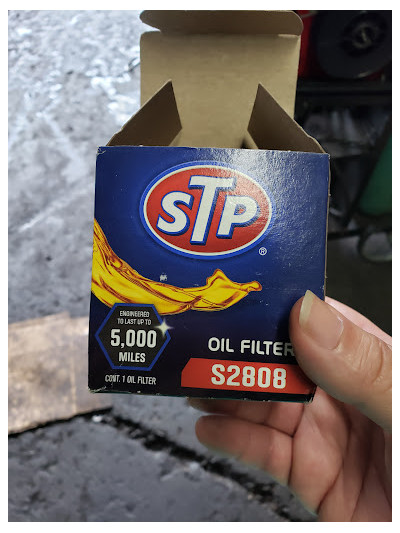 STP
®
ENGINEERED
TO LAST UP TO
5,000
MILES
CONT. 1 OIL FILTER
OIL FILTER
S2808